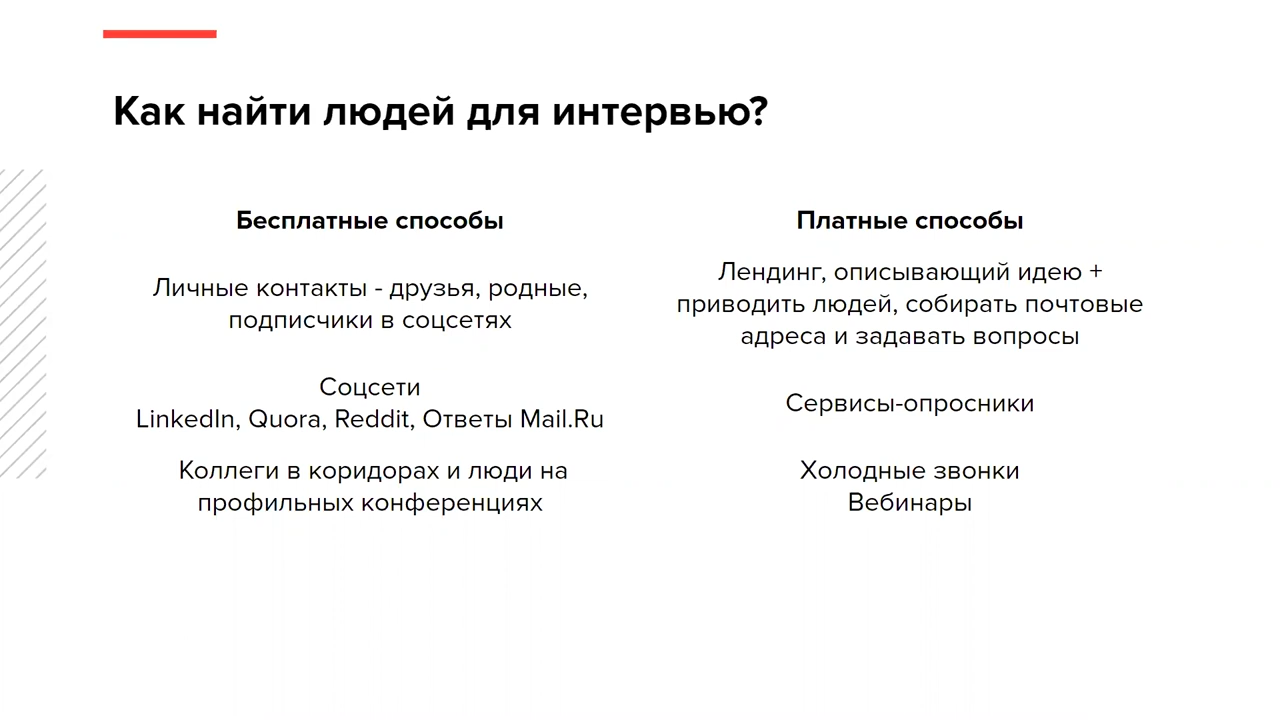 Как найти людей для интервью?
Бесплатные способы
Личные контакты - друзья, родные,
подписчики в соцсетях
Соцсети
LinkedIn, Quora, Reddit, Ответы Mail.Ru
Коллеги в коридорах и люди на
профильных конференциях
Платные способы
Лендинг, описывающий идею +
приводить людей, собирать почтовые
адреса и задавать вопросы
Сервисы-опросники
Холодные звонки
Вебинары